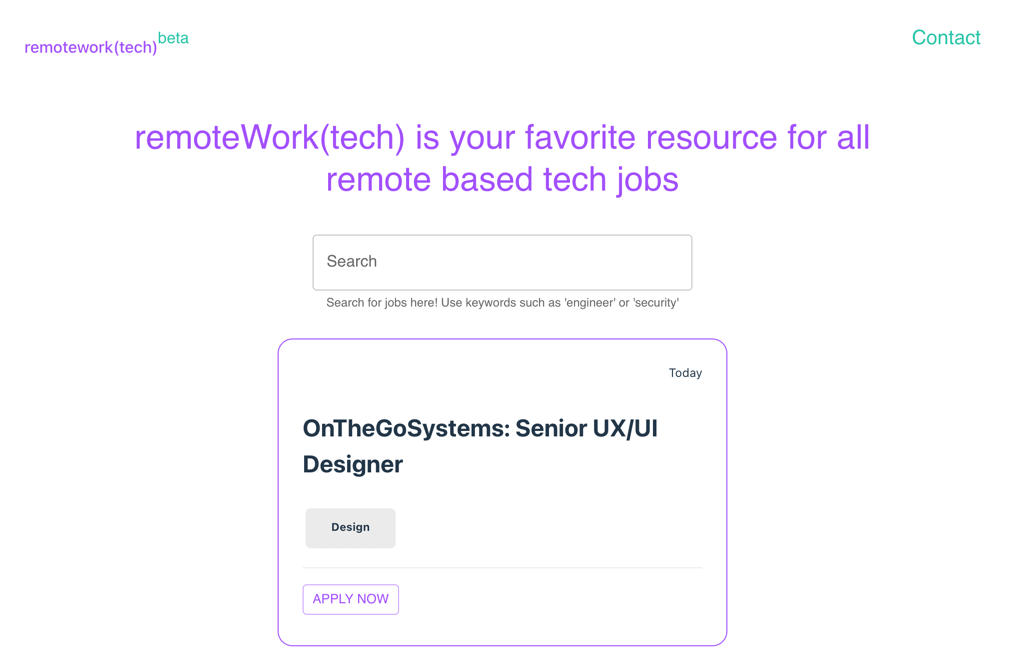 remotework(tech)beta
Contact
remoteWork(tech) is your favorite resource for all
remote based tech jobs
Search
Search for jobs here! Use keywords such as 'engineer' or 'security'
Today
OnTheGoSystems: Senior UX/UI
Designer
Design
APPLY NOW